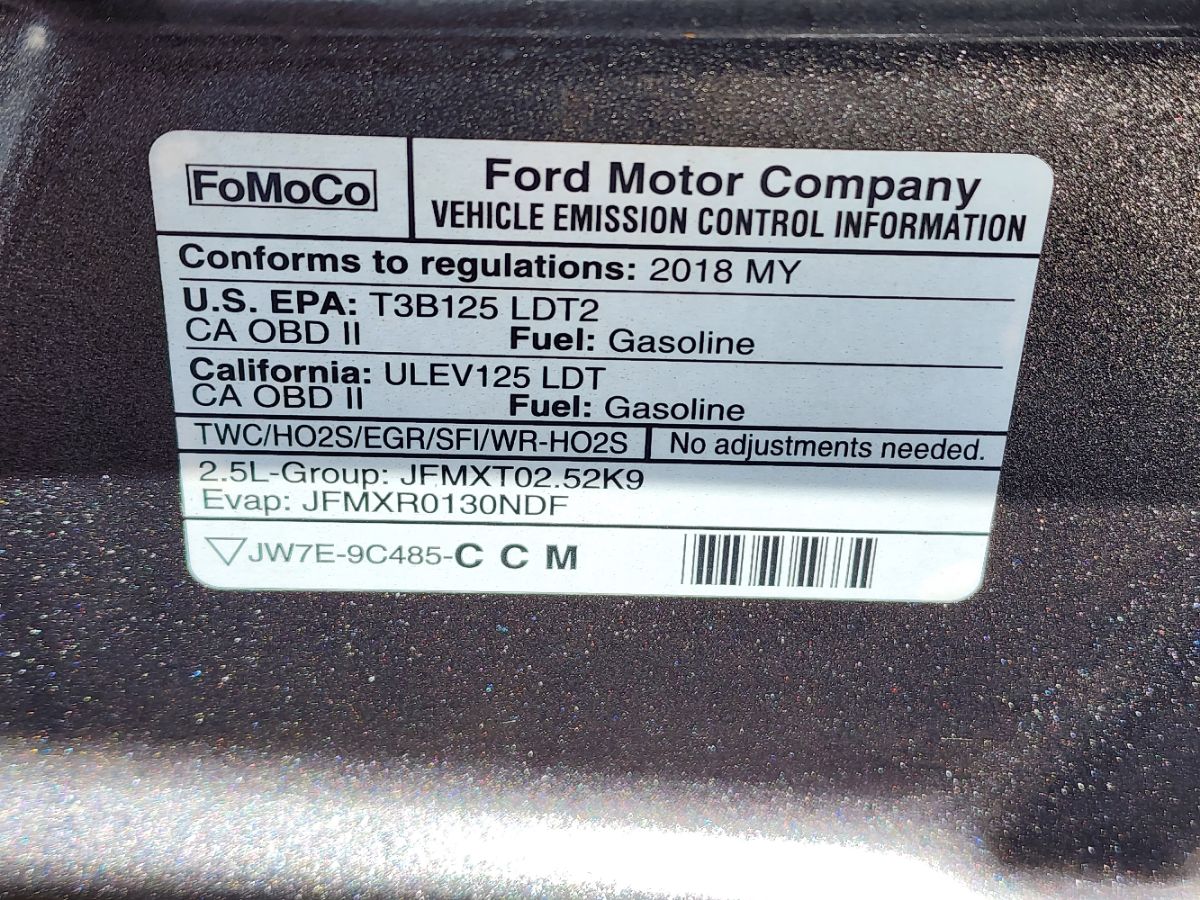 FoMoCo
Ford Motor Company
VEHICLE EMISSION CONTROL INFORMATION
Conforms to regulations: 2018 MY
U.S. EPA: T3B125 LDT2
CA OBD II Fuel: Gasoline
California: ULEV125 LDT
CA OBD II Fuel: Gasoline
TWC/HO2S/EGR/SFI/WR-HO2S No adjustments needed.
2.5L-Group: JFMXT02.52K9
Evap: JFMXR0130NDF
JW7E-9C485-C C M